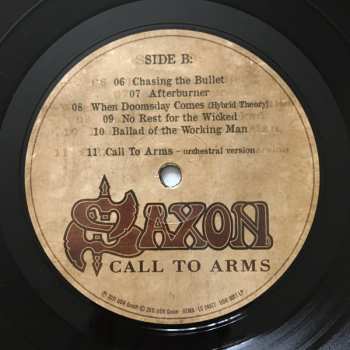 SIDE B:
06 Chasing the Bullet
07 Afterburner
08 When Doomsday Comes (Hybrid Theory)
09 No Rest for the Wicked
10 Ballad of the Working Man
11 Call To Arms - orchestral version
SAXON
CALL TO ARMS